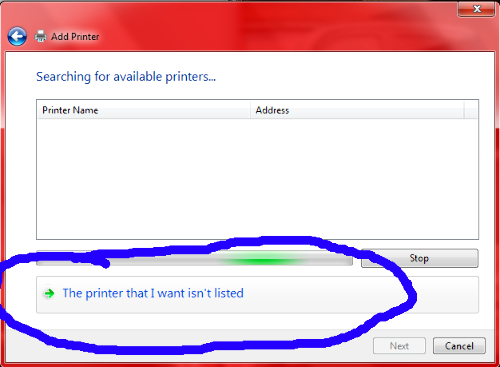 x
Add Printer
Searching for available printers...
Printer Name Address
Stop
The printer that I want isn't listed
Next Cancel